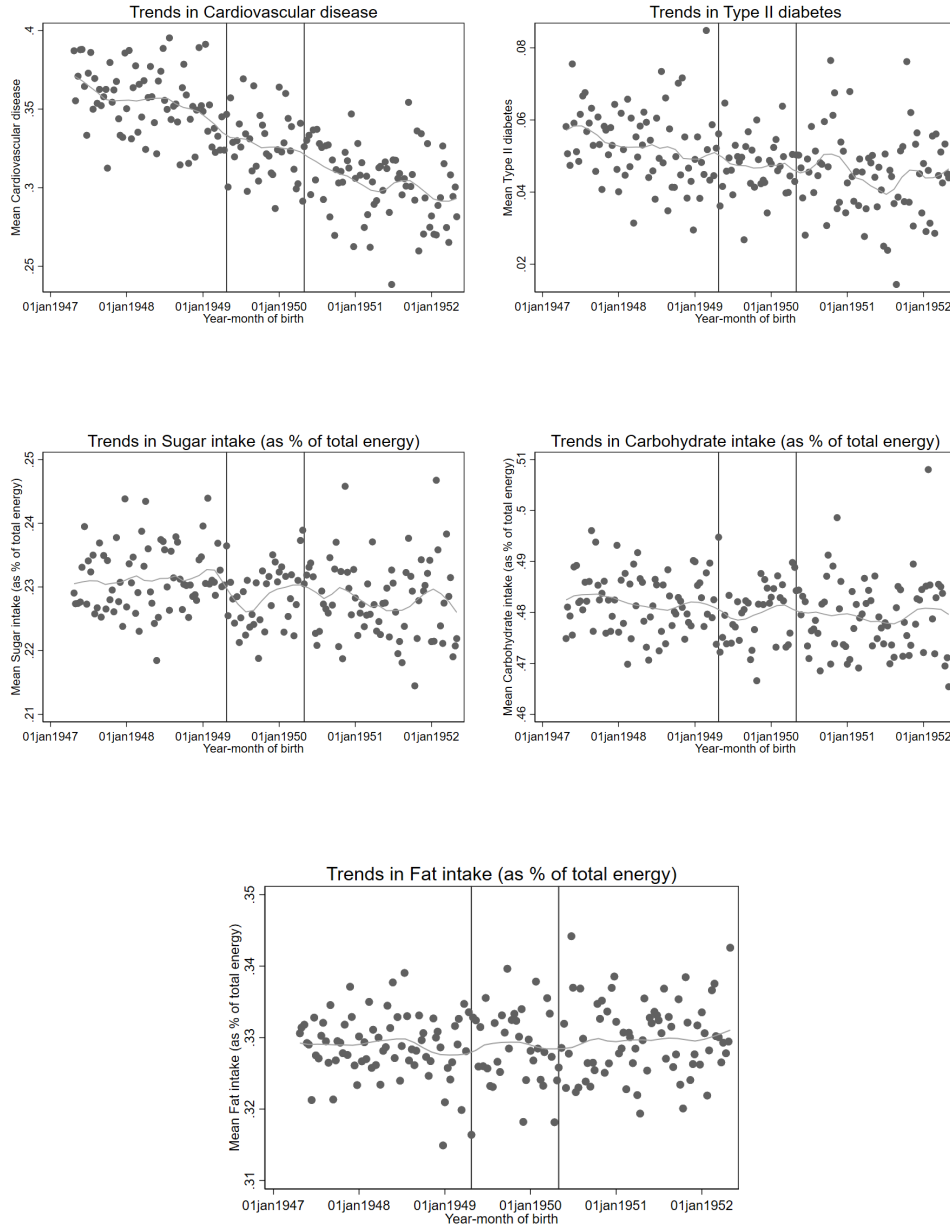 Trends in Cardiovascular disease
Mean Cardiovascular disease
.4
.35
.3
.25
01jan1947 01jan1948 01jan1949 01jan1950 01jan1951 01jan1952
Year-month of birth
Trends in Type II diabetes
Mean Type II diabetes
.08
.06
.04
.02
01jan1947 01jan1948 01jan1949 01jan1950 01jan1951 01jan1952
Year-month of birth
Trends in Sugar intake (as % of total energy)
Mean Sugar intake (as % of total energy)
.25
.24
.23
.22
.21
01jan1947 01jan1948 01jan1949 01jan1950 01jan1951 01jan1952
Year-month of birth
Trends in Carbohydrate intake (as % of total energy)
Mean Carbohydrate intake (as % of total energy)
.51
.5
.49
.48
.47
.46
01jan1947 01jan1948 01jan1949 01jan1950 01jan1951 01jan1952
Year-month of birth
Trends in Fat intake (as % of total energy)
Mean Fat intake (as % of total energy)
.35
.34
.33
.32
.31
01jan1947 01jan1948 01jan1949 01jan1950 01jan1951 01jan1952
Year-month of birth